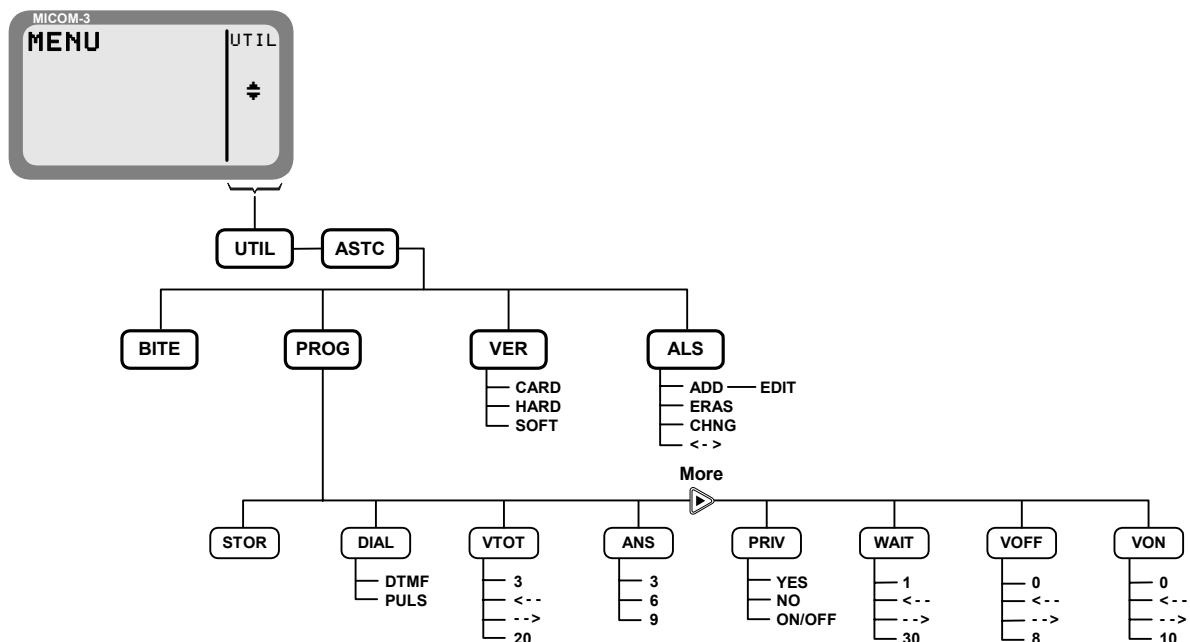 MICOM-3
MENU
UTIL
UTIL
ASTC
BITE
PROG
VER
ALS
CARD
HARD
SOFT
ADD
EDIT
ERAS
CHNG
< - >
More
STOR
DIAL
VTOT
ANS
PRIV
WAIT
VOFF
VON
DTMF
PULS
3
< - -
- - >
20
3
6
9
YES
NO
ON/OFF
1
< - -
- - >
30
0
< - -
- - >
8
0
< - -
- - >
10